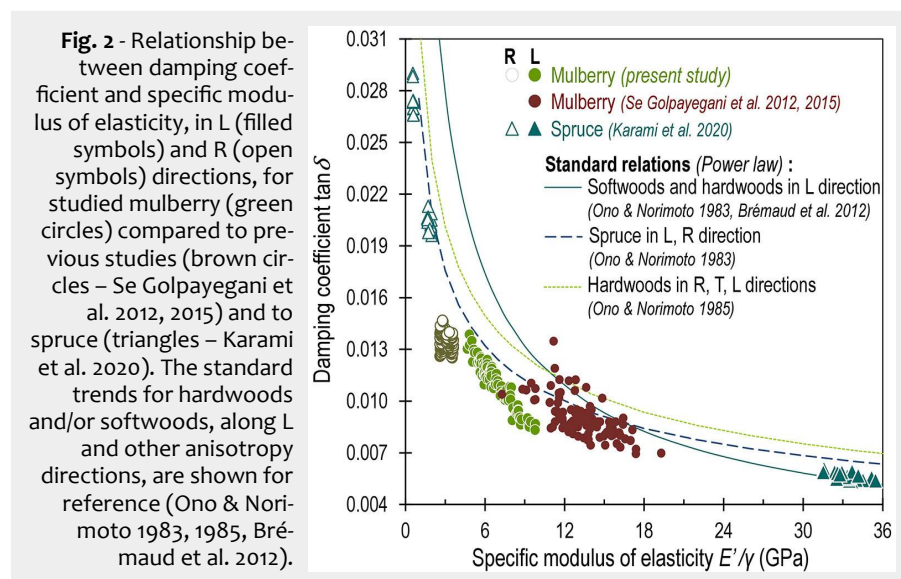 Fig. 2 - Relationship be-
tween damping coef-
ficient and specific modu-
lus of elasticity, in L (filled
symbols) and R (open
symbols) directions, for
studied mulberry (green
circles) compared to pre-
vious studies (brown cir-
cles – Se Golpayegani et
al. 2012, 2015) and to
spruce (triangles – Karami
et al. 2020). The standard
trends for hardwoods
and/or softwoods, along L
and other anisotropy
directions, are shown for
reference (Ono & Nori-
moto 1983, 1985, Bré-
maud et al. 2012).
Damping coefficient tan δ
0.031
0.028
0.025
0.022
0.019
0.016
0.013
0.010
0.007
0.004
R L
Mulberry (present study)
Mulberry (Se Golpayegani et al. 2012, 2015)
Spruce (Karami et al. 2020)
Standard relations (Power law) :
Softwoods and hardwoods in L direction
(Ono & Norimoto 1983, Brémaud et al. 2012)
Spruce in L, R direction
(Ono & Norimoto 1983)
Hardwoods in R, T, L directions
(Ono & Norimoto 1985)
0 6 12 18 24 30 36
Specific modulus of elasticity E'/γ (GPa)